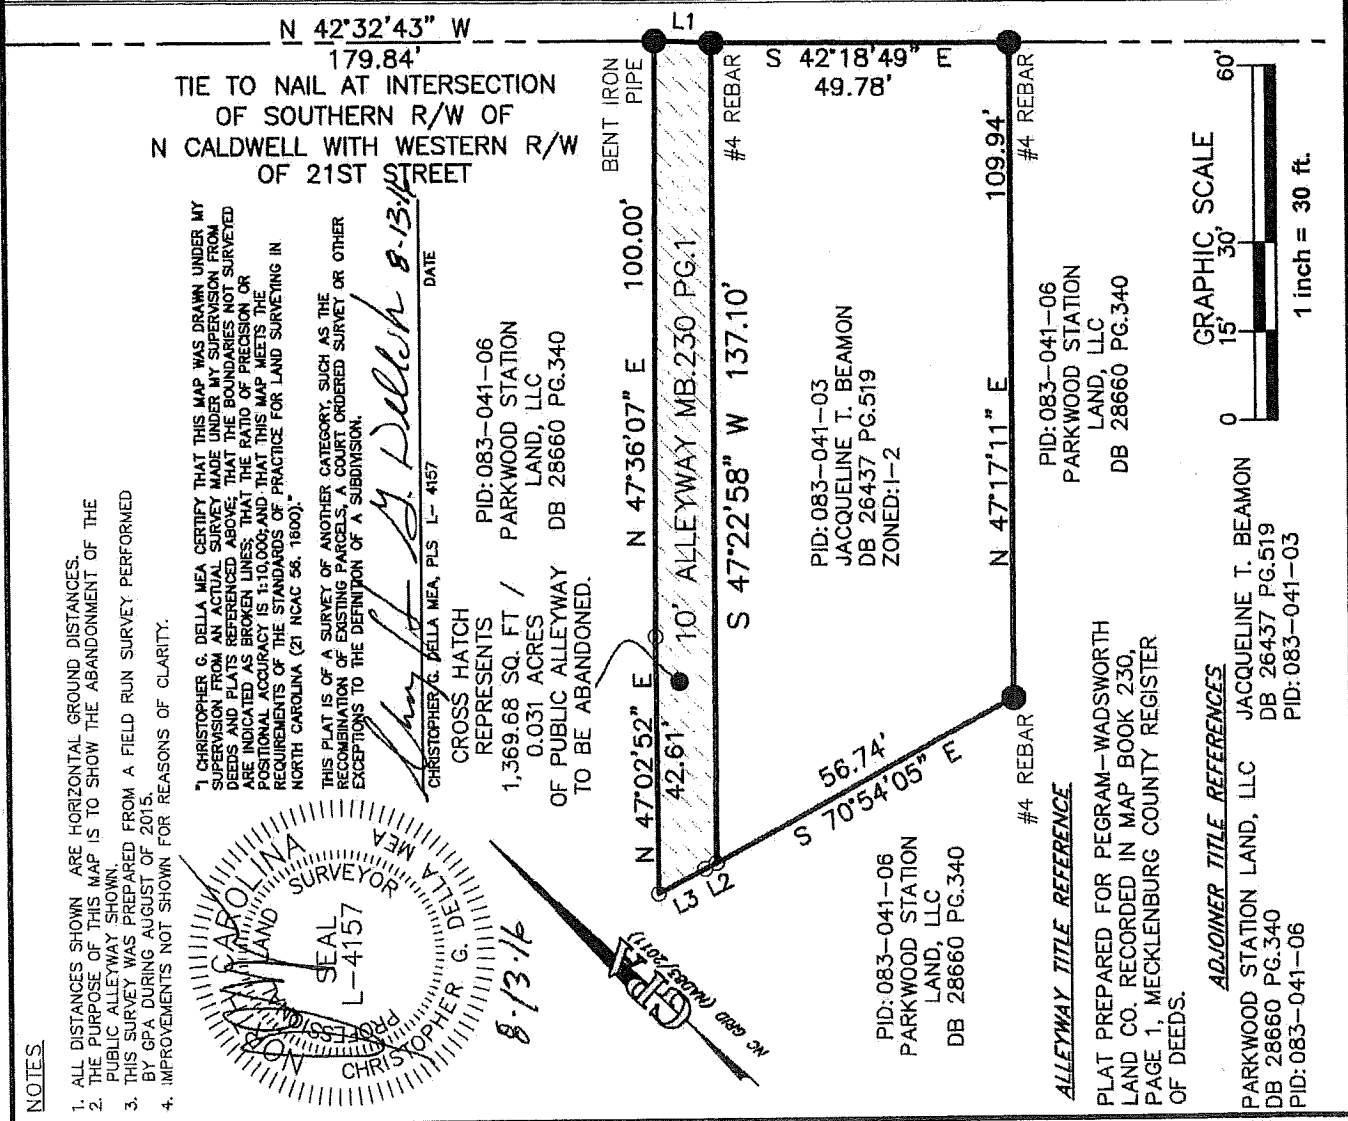 NOTES
1. ALL DISTANCES SHOWN ARE HORIZONTAL GROUND DISTANCES.
2. THE PURPOSE OF THIS MAP IS TO SHOW THE ABANDONMENT OF THE
PUBLIC ALLEYWAY SHOWN.
3. THIS SURVEY WAS PREPARED FROM A FIELD RUN SURVEY PERFORMED
BY GPA DURING AUGUST OF 2015.
4. IMPROVEMENTS NOT SHOWN FOR REASONS OF CLARITY.
"I CHRISTOPHER G. DELLA MEA CERTIFY THAT THIS MAP WAS DRAWN UNDER MY
SUPERVISION FROM AN ACTUAL SURVEY MADE UNDER MY SUPERVISION FROM
DEEDS AND PLATS REFERENCED ABOVE; THAT THE BOUNDARIES NOT SURVEYED
ARE INDICATED AS BROKEN LINES; THAT THE RATIO OF PRECISION OR
POSITIONAL ACCURACY IS 1:10,000; AND THAT THIS MAP MEETS THE
REQUIREMENTS OF THE STANDARDS OF PRACTICE FOR LAND SURVEYING IN
NORTH CAROLINA (21 NCAC 56. 1600)."
THIS PLAT IS OF A SURVEY OF ANOTHER CATEGORY, SUCH AS THE
RECOMBINATION OF EXISTING PARCELS, A COURT ORDERED SURVEY OR OTHER
EXCEPTIONS TO THE DEFINITION OF A SUBDIVISION.
8-13-16
CHRISTOPHER G. DELLA MEA, PLS L-4157
DATE
NORTH CAROLINA
PROFESSIONAL LAND SURVEYOR
SEAL
L-4157
CHRISTOPHER G. DELLA MEA
8-13-16
CROSS HATCH
REPRESENTS
1,369.68 SQ. FT /
0.031 ACRES
OF PUBLIC ALLEYWAY
TO BE ABANDONED.
PID:083-041-06
PARKWOOD STATION
LAND, LLC
DB 28660 PG.340
N 42°32'43" W
179.84'
TIE TO NAIL AT INTERSECTION
OF SOUTHERN R/W OF
N CALDWELL WITH WESTERN R/W
OF 21ST STREET
L1
S 42°18'49" E
49.78'
BENT IRON
PIPE
#4 REBAR
#4 REBAR
N 47°02'52" E
42.61'
N 47°36'07" E 100.00'
10' ALLEYWAY MB.230 PG.1
S 47°22'58" W 137.10'
L3
L2
PID:083-041-03
JACQUELINE T. BEAMON
DB 26437 PG.519
ZONED:I-2
56.74'
S 70°54'05" E
#4 REBAR
N 47°17'11" E
109.94'
GPA
NC GRID (NAD83/2011)
PID:083-041-06
PARKWOOD STATION
LAND, LLC
DB 28660 PG.340
PID:083-041-06
PARKWOOD STATION
LAND, LLC
DB 28660 PG.340
ALLEYWAY TITLE REFERENCE
PLAT PREPARED FOR PEGRAM-WADSWORTH
LAND CO. RECORDED IN MAP BOOK 230,
PAGE 1, MECKLENBURG COUNTY REGISTER
OF DEEDS.
ADJOINER TITLE REFERENCES
PARKWOOD STATION LAND, LLC
DB 28660 PG.340
PID:083-041-06
JACQUELINE T. BEAMON
DB 26437 PG.519
PID:083-041-03
GRAPHIC SCALE
0 15' 30' 60'
1 inch = 30 ft.